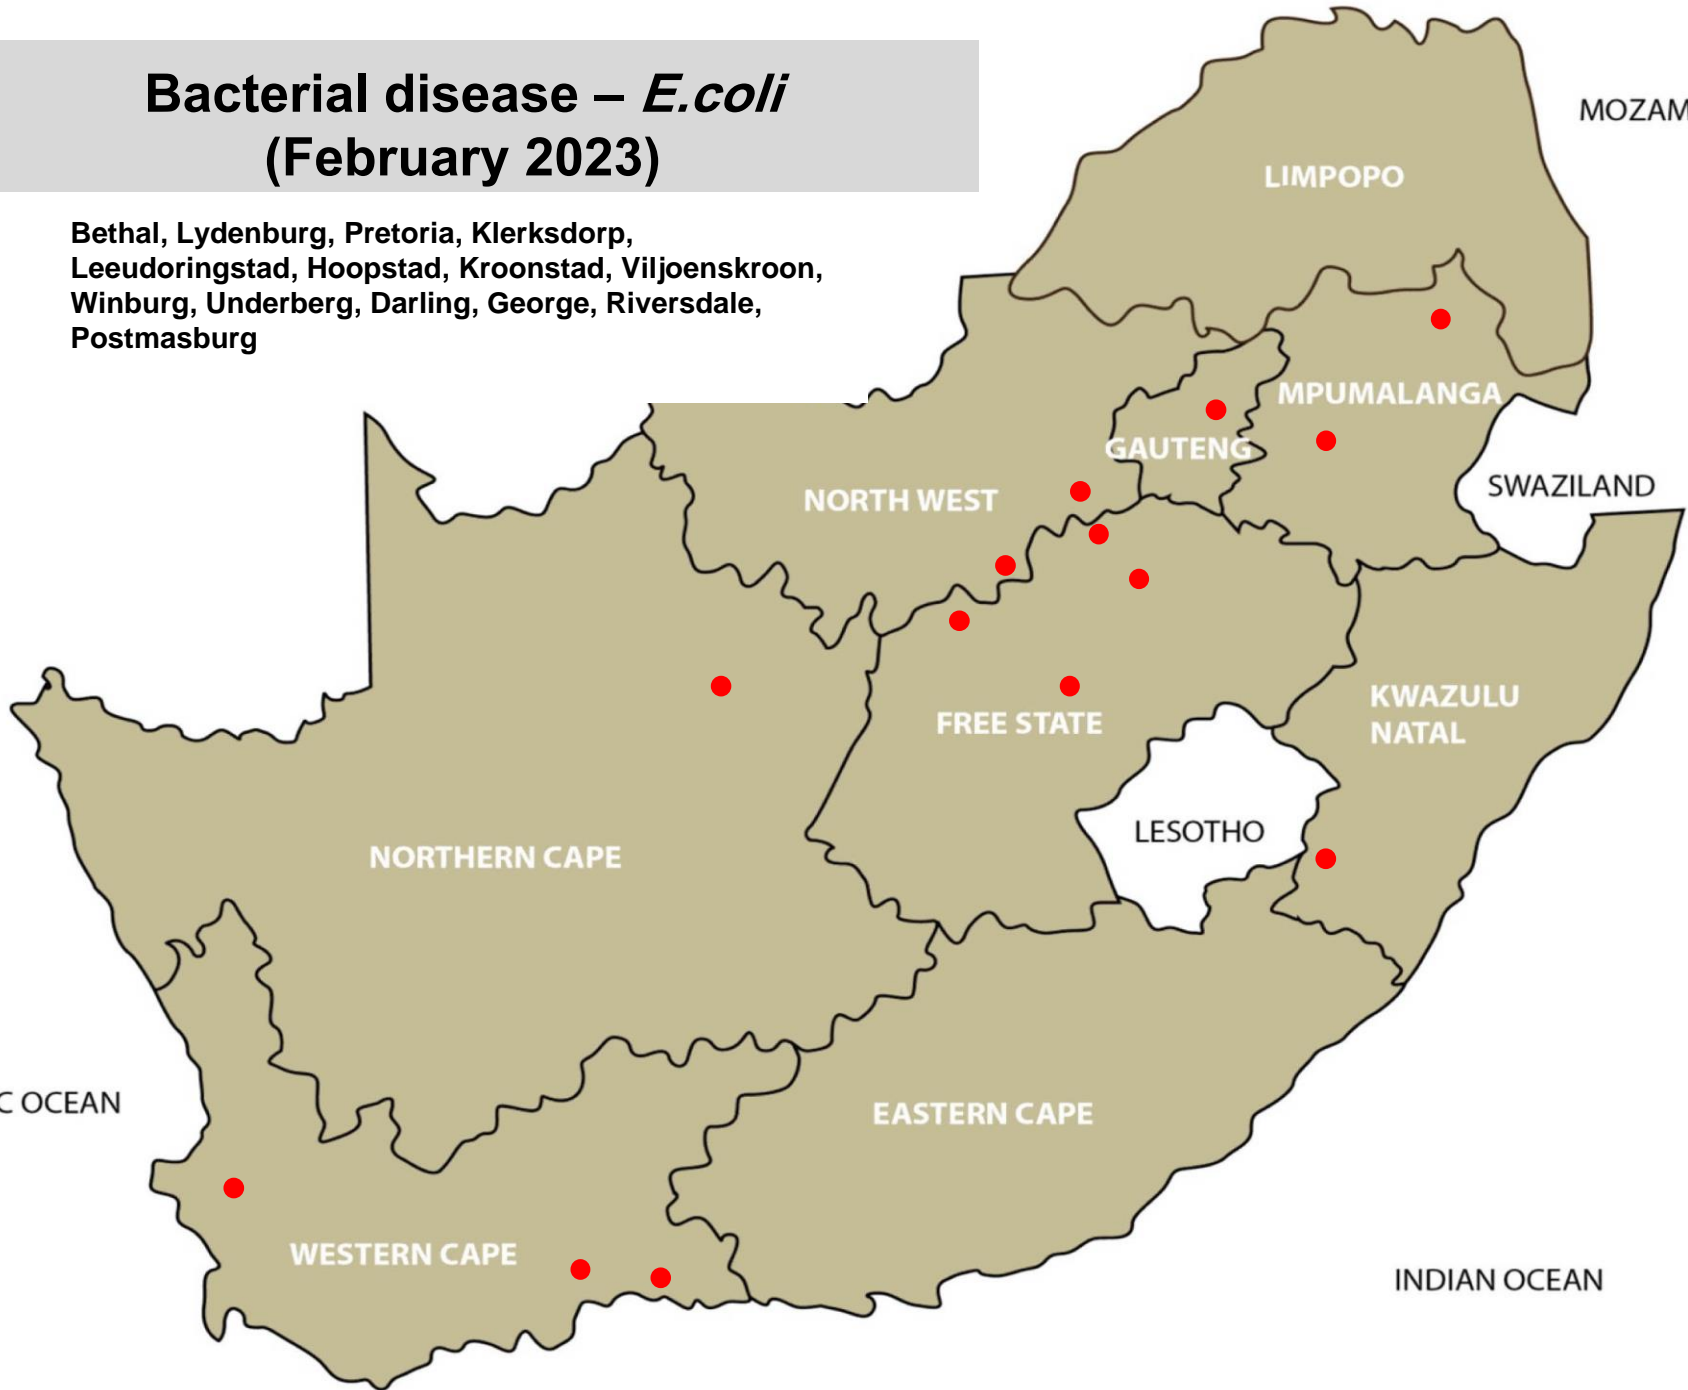 Bacterial disease – E.coli
(February 2023)
Bethal, Lydenburg, Pretoria, Klerksdorp,
Leeudoringstad, Hoopstad, Kroonstad, Viljoenskroon,
Winburg, Underberg, Darling, George, Riversdale,
Postmasburg
MOZAM
LIMPOPO
MPUMALANGA
GAUTENG
SWAZILAND
NORTH WEST
KWAZULU
NATAL
FREE STATE
LESOTHO
NORTHERN CAPE
C OCEAN
EASTERN CAPE
WESTERN CAPE
INDIAN OCEAN